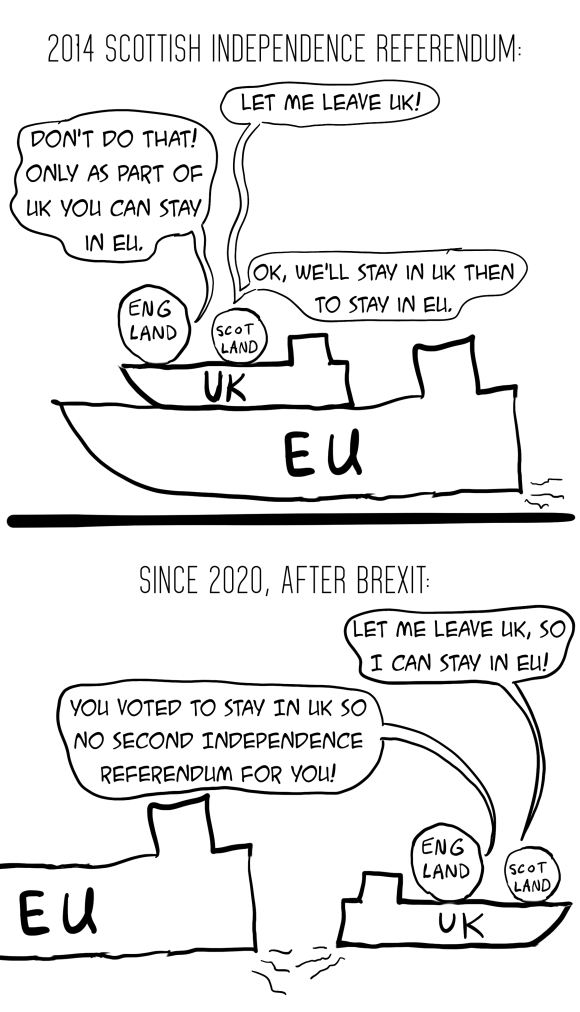 2014 SCOTTISH INDEPENDENCE REFERENDUM:
LET ME LEAVE UK!
DON'T DO THAT!
ONLY AS PART OF
UK YOU CAN STAY
IN EU.
OK, WE'LL STAY IN UK THEN
TO STAY IN EU.
ENG
LAND
SCOT
LAND
UK
EU
SINCE 2020, AFTER BREXIT:
LET ME LEAVE UK, SO
I CAN STAY IN EU!
YOU VOTED TO STAY IN UK SO
NO SECOND INDEPENDENCE
REFERENDUM FOR YOU!
ENG
LAND
SCOT
LAND
EU
UK